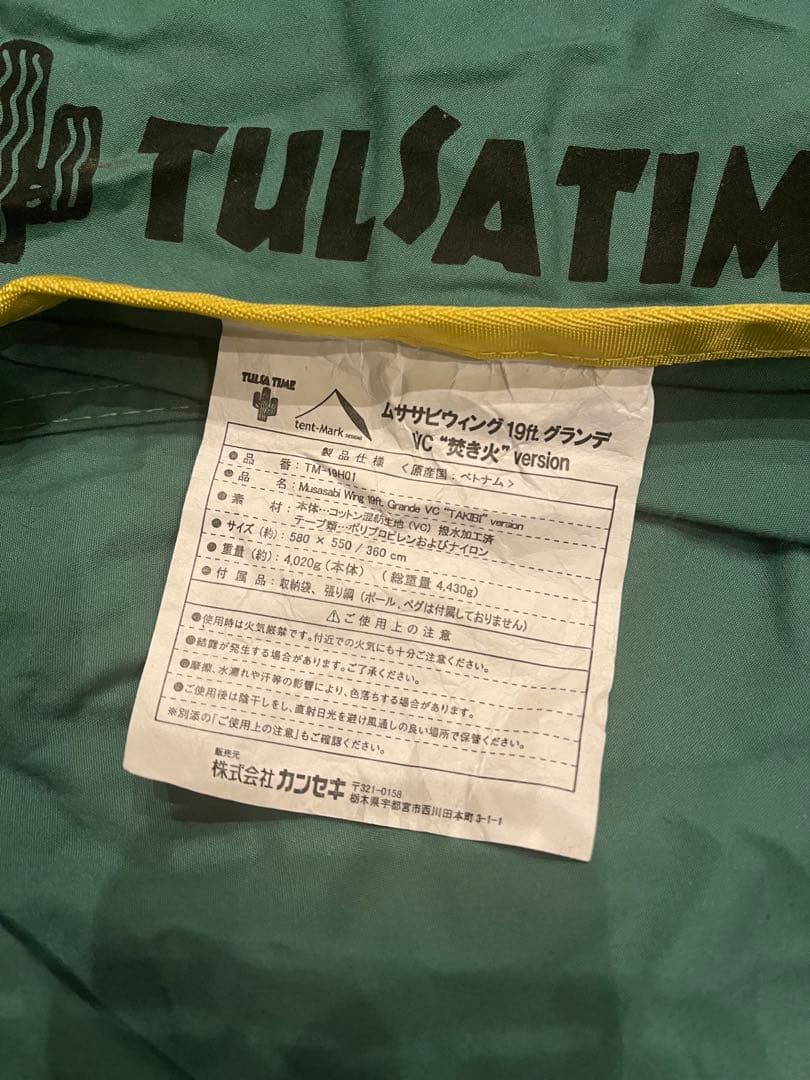 TULSATIM
TULSA TIME
tent-Mark DESIGNS
ムササビウィング 19ft. グランデ
VC “焚き火” version
製品仕様 <原産国:ベトナム>
●品 番:TM-19H01
●品 名:Musasabi Wing 19ft. Grande VC “TAKIBI” version
●素 材:本体…コットン混紡生地(VC)撥水加工済
テープ類…ポリプロピレンおよびナイロン
●サイズ(約):580 × 550 / 360 cm
●重量(約):4,020g(本体) (総重量 4,430g)
●付属品:収納袋、張り綱(ポール、ペグは付属しておりません)
⚠ご使用上の注意
●使用時は火気厳禁です。付近での火気にも十分ご注意ください。
●結露が発生する場合があります。ご了承ください。
●摩擦、水濡れや汗等の影響により、色落ちする場合があります。
●ご使用後は陰干しをし、直射日光を避け風通しの良い場所で保管ください。
※別添の「ご使用上の注意」もご確認ください。
販売元
株式会社カンセキ 〒321-0158
栃木県宇都宮市西川田本町3-1-1